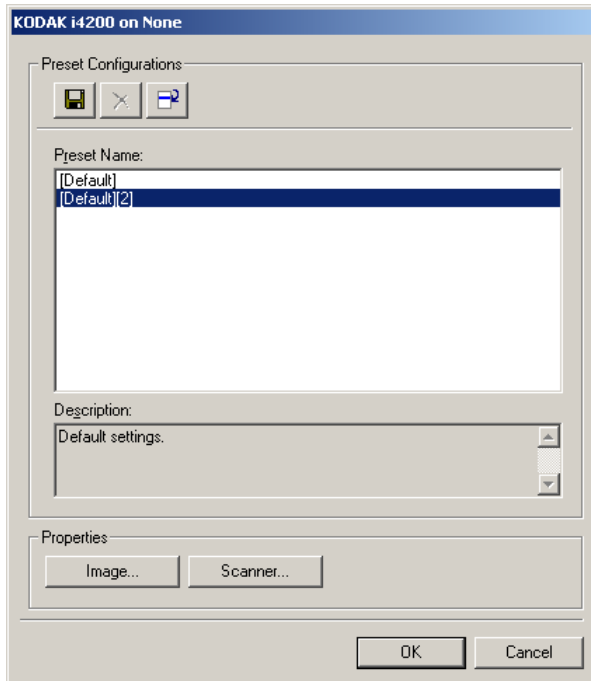 KODAK i4200 on None
Preset Configurations
Preset Name:
[Default]
[Default][2]
Description:
Default settings.
Properties
Image...
Scanner...
OK
Cancel